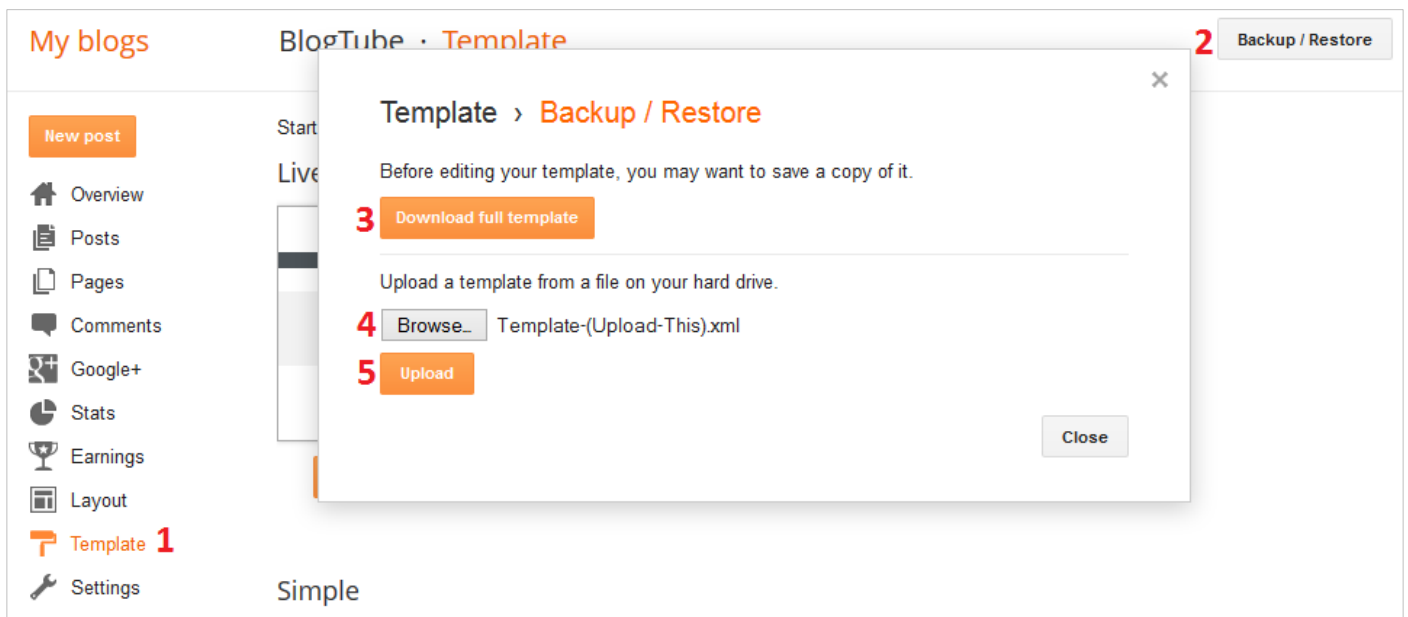 My blogs
BlogTube · Template
2 Backup / Restore
New post
Start
Live
Overview
Posts
Pages
Comments
Google+
Stats
Earnings
Layout
Template 1
Settings
Template › Backup / Restore
Before editing your template, you may want to save a copy of it.
3 Download full template
Upload a template from a file on your hard drive.
4 Browse… Template-(Upload-This).xml
5 Upload
Close
Simple